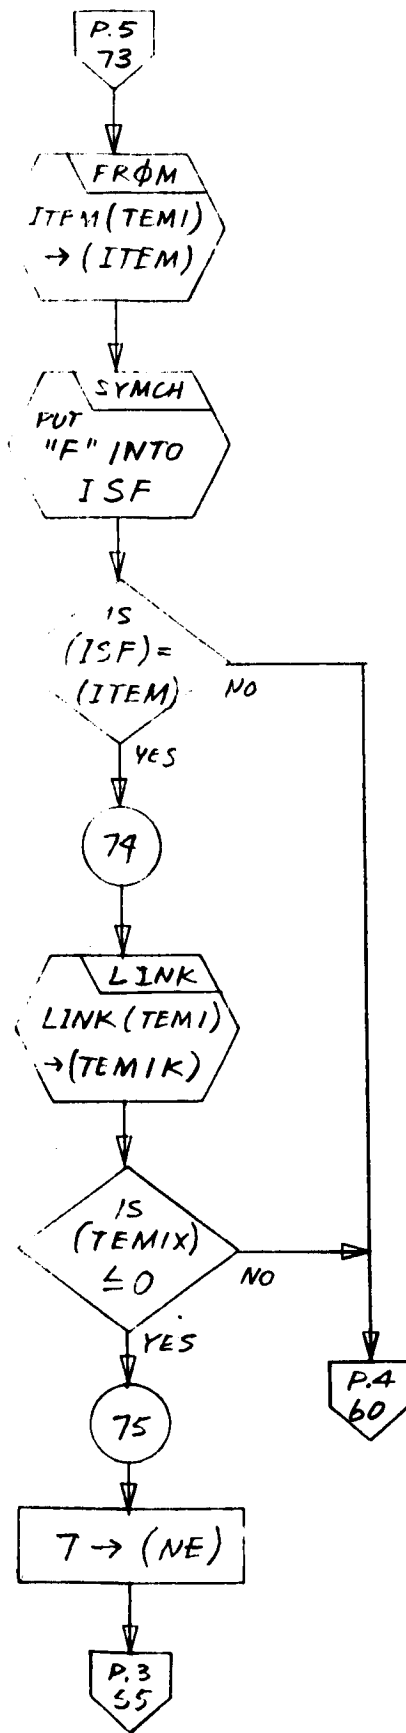 P.5
73
FRØM
ITEM(TEMI)
→ (ITEM)
SYMCH
PUT
"F" INTO
ISF
IS
(ISF)=
(ITEM)
NO
YES
74
LINK
LINK(TEMI)
→(TEMIK)
IS
(TEMIX)
≤ 0
NO
YES
P.4
60
75
7 → (NE)
P.3
55